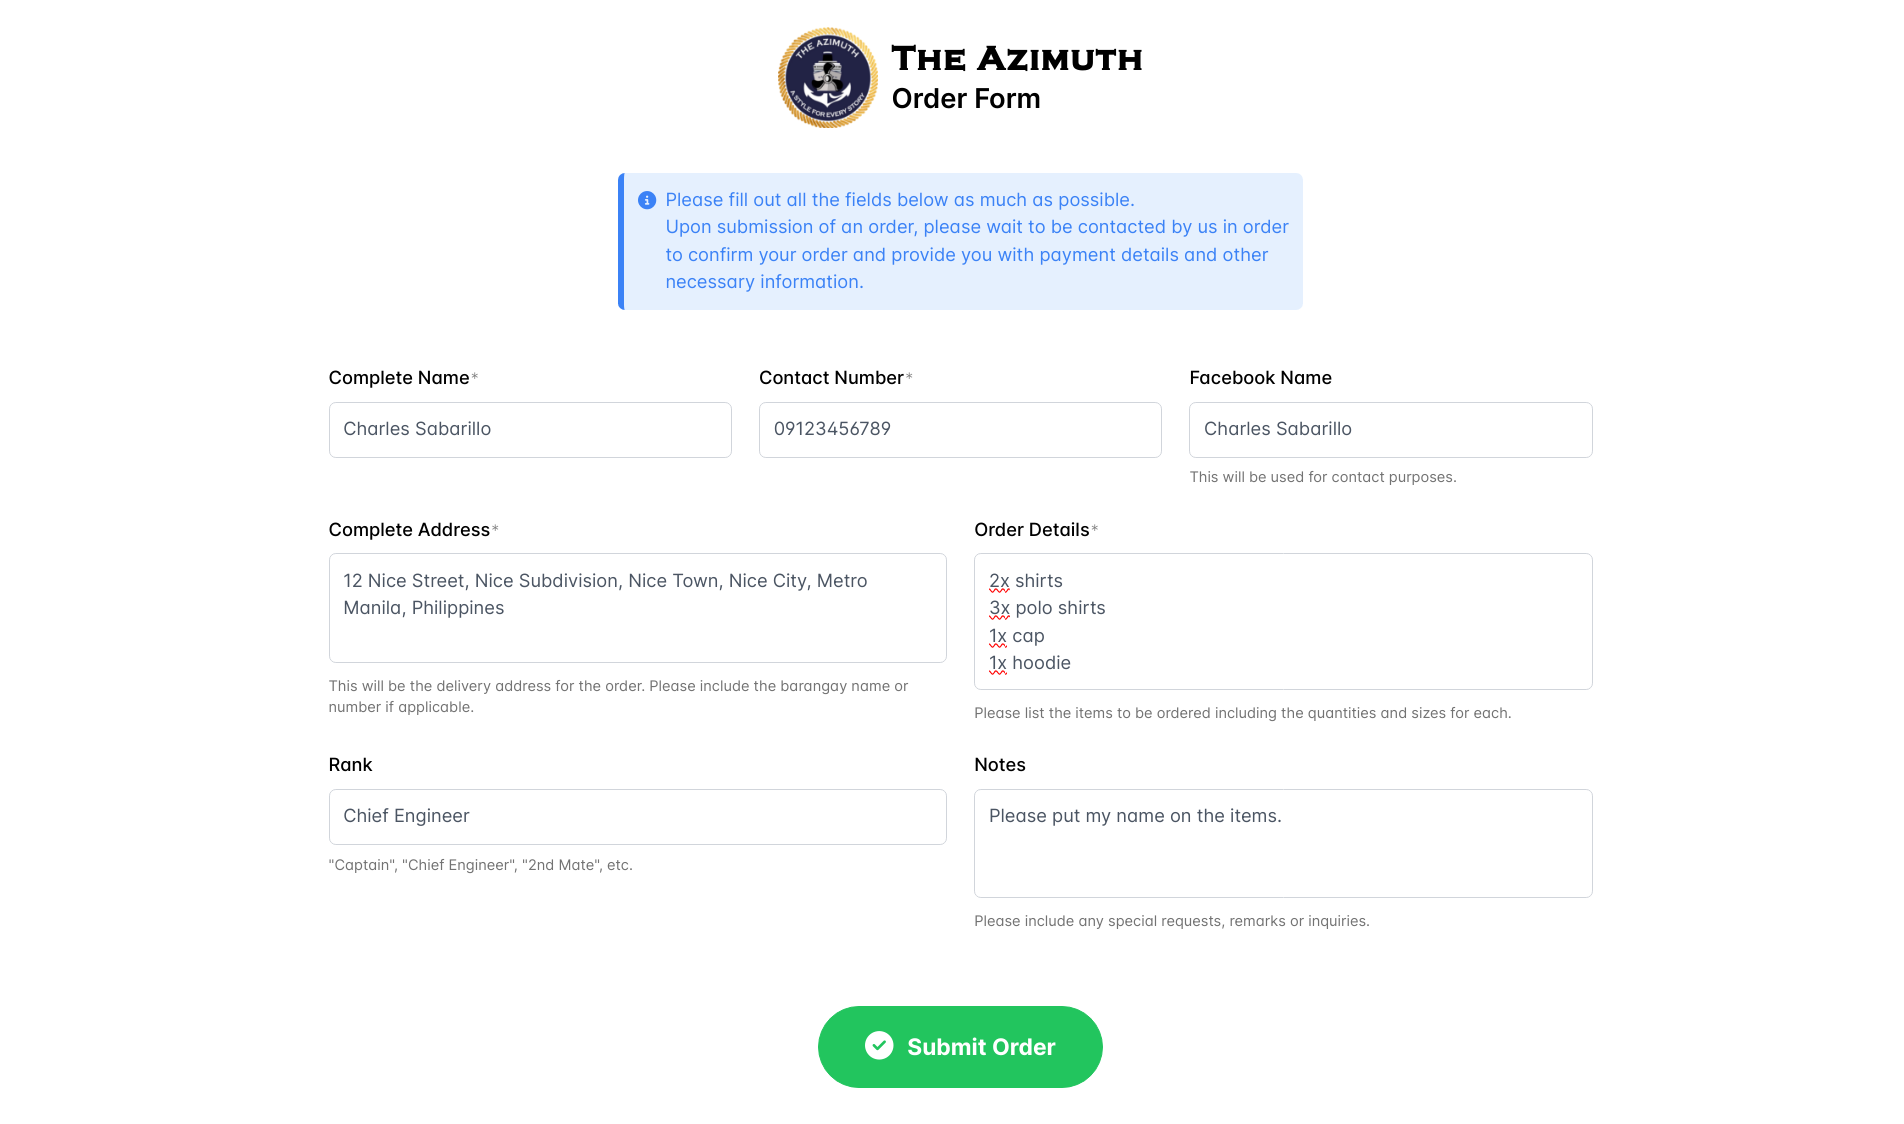 THE AZIMUTH
A STYLE FOR EVERY STORY
The Azimuth
Order Form
Please fill out all the fields below as much as possible.
Upon submission of an order, please wait to be contacted by us in order
to confirm your order and provide you with payment details and other
necessary information.
Complete Name*
Charles Sabarillo
Contact Number*
09123456789
Facebook Name
Charles Sabarillo
This will be used for contact purposes.
Complete Address*
12 Nice Street, Nice Subdivision, Nice Town, Nice City, Metro
Manila, Philippines
This will be the delivery address for the order. Please include the barangay name or
number if applicable.
Order Details*
2x shirts
3x polo shirts
1x cap
1x hoodie
Please list the items to be ordered including the quantities and sizes for each.
Rank
Chief Engineer
"Captain", "Chief Engineer", "2nd Mate", etc.
Notes
Please put my name on the items.
Please include any special requests, remarks or inquiries.
Submit Order